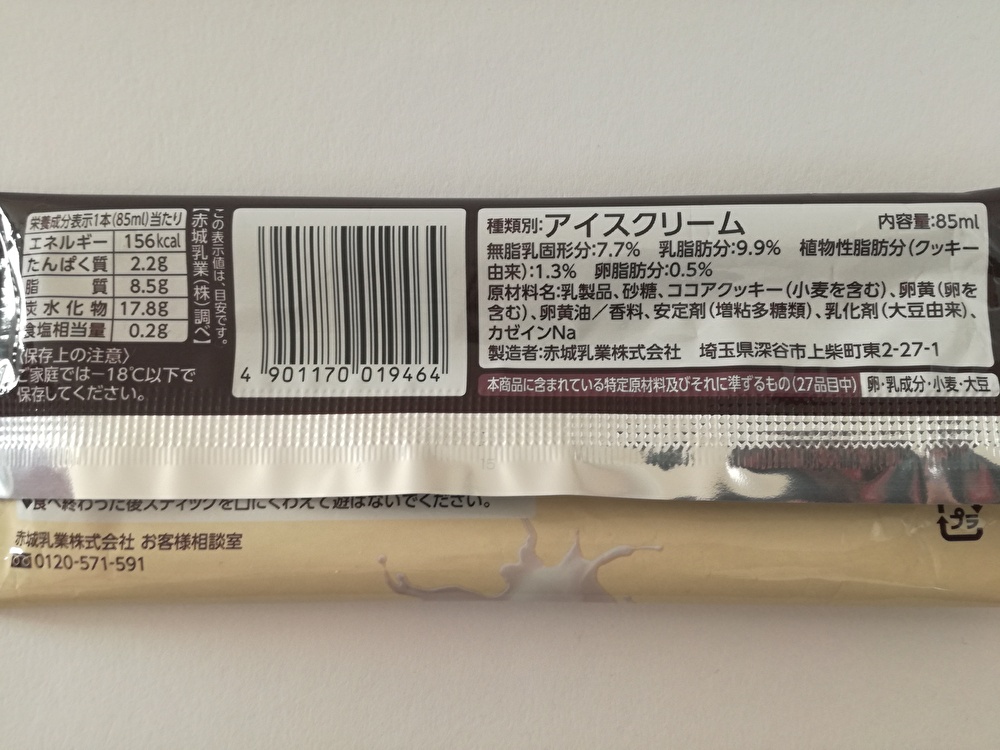 栄養成分表示1本(85ml)当たり
エネルギー 156kcal
たんぱく質 2.2g
脂質 8.5g
炭水化物 17.8g
食塩相当量 0.2g
この表示値は、目安です。
【赤城乳業(株)調べ】
〈保存上の注意〉
ご家庭では−18℃以下で
保存してください。
4 901170 019464
種類別:アイスクリーム 内容量:85ml
無脂乳固形分:7.7% 乳脂肪分:9.9% 植物性脂肪分(クッキー
由来):1.3% 卵脂肪分:0.5%
原材料名:乳製品、砂糖、ココアクッキー(小麦を含む)、卵黄(卵を
含む)、卵黄油/香料、安定剤(増粘多糖類)、乳化剤(大豆由来)、
カゼインNa
製造者:赤城乳業株式会社 埼玉県深谷市上柴町東2-27-1
本商品に含まれている特定原材料及びそれに準ずるもの(27品目中) 卵・乳成分・小麦・大豆
15
♥食べ終わった後スティックを口にくわえて遊ばないでください。
プラ
赤城乳業株式会社 お客様相談室
0120-571-591